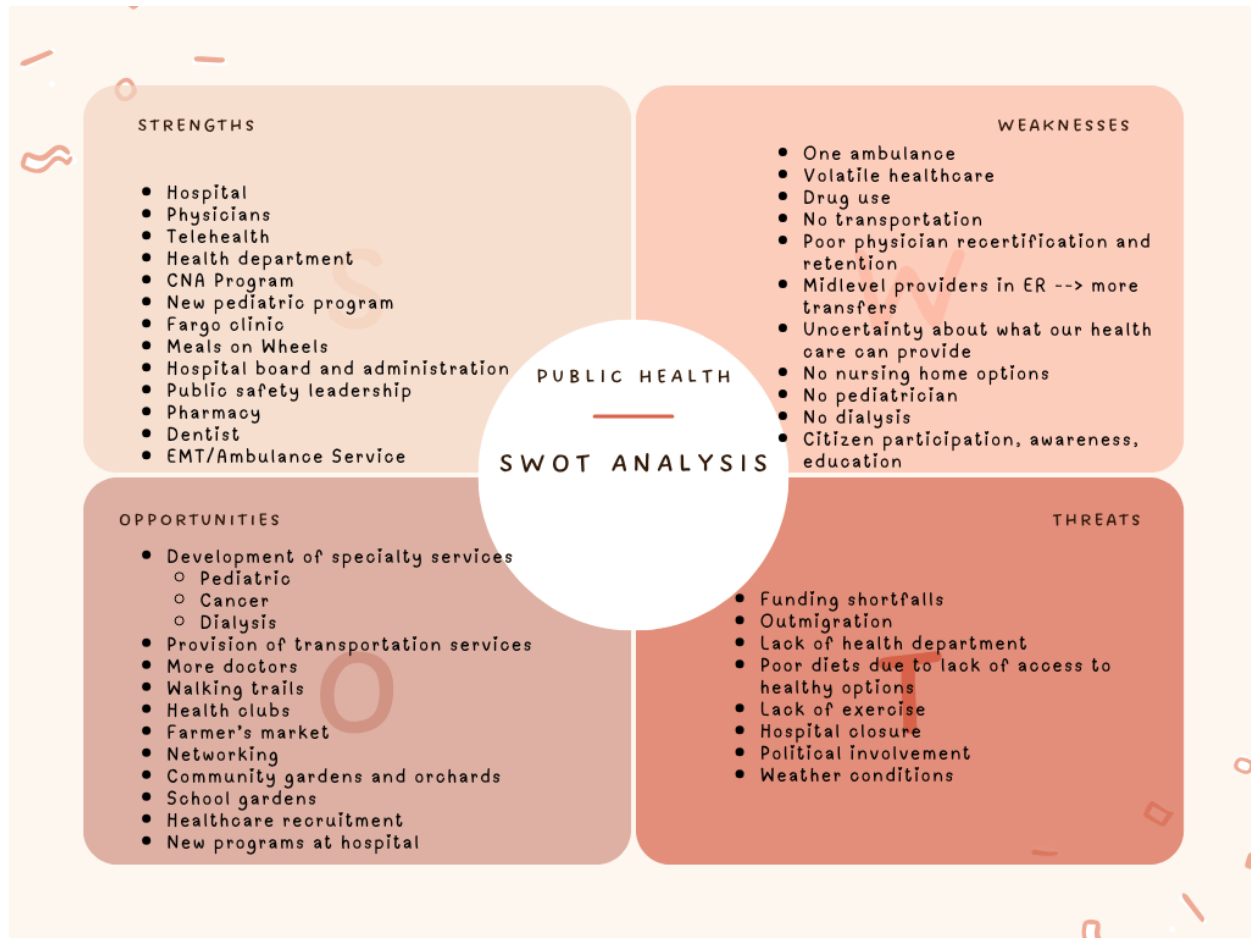 STRENGTHS
• Hospital
• Physicians
• Telehealth
• Health department
• CNA Program
• New pediatric program
• Fargo clinic
• Meals on Wheels
• Hospital board and administration
• Public safety leadership
• Pharmacy
• Dentist
• EMT/Ambulance Service
S
WEAKNESSES
• One ambulance
• Volatile healthcare
• Drug use
• No transportation
• Poor physician recertification and
retention
• Midlevel providers in ER --> more
transfers
• Uncertainty about what our health
care can provide
• No nursing home options
• No pediatrician
• No dialysis
• Citizen participation, awareness,
education
W
PUBLIC HEALTH
SWOT ANALYSIS
OPPORTUNITIES
• Development of specialty services
○ Pediatric
○ Cancer
○ Dialysis
• Provision of transportation services
• More doctors
• Walking trails
• Health clubs
• Farmer's market
• Networking
• Community gardens and orchards
• School gardens
• Healthcare recruitment
• New programs at hospital
O
THREATS
• Funding shortfalls
• Outmigration
• Lack of health department
• Poor diets due to lack of access to
healthy options
• Lack of exercise
• Hospital closure
• Political involvement
• Weather conditions
T